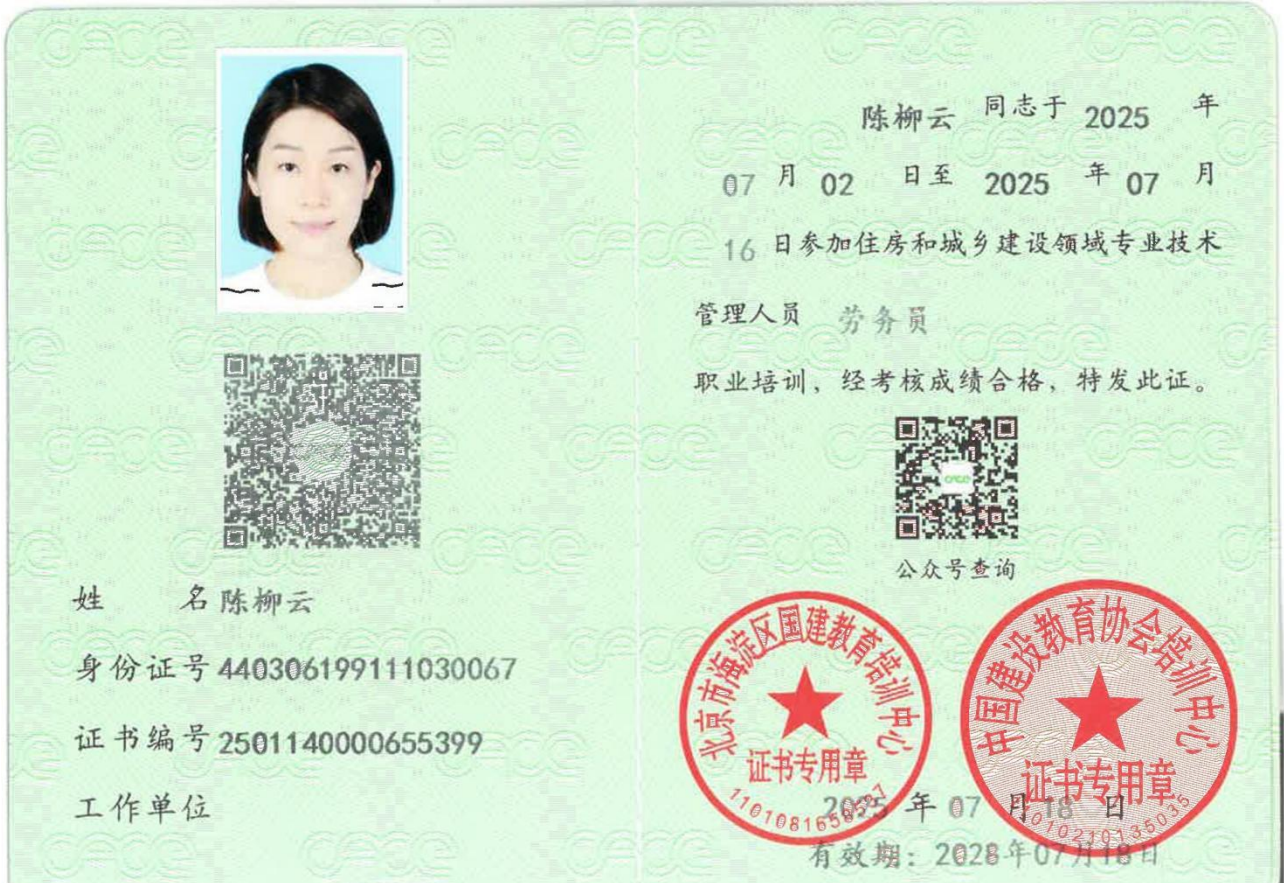 姓 名 陈柳云
身份证号 440306199111030067
证书编号 2501140000655399
工作单位
陈柳云 同志于 2025 年
07 月 02 日至 2025 年 07 月
16 日参加住房和城乡建设领域专业技术
管理人员 劳务员
职业培训，经考核成绩合格，特发此证。
cece
公众号查询
北京市海淀区国建教育培训中心
证书专用章
中国建设教育协会培训中心
证书专用章
2025 年 07 月 18 日
有效期：2028年07月18日